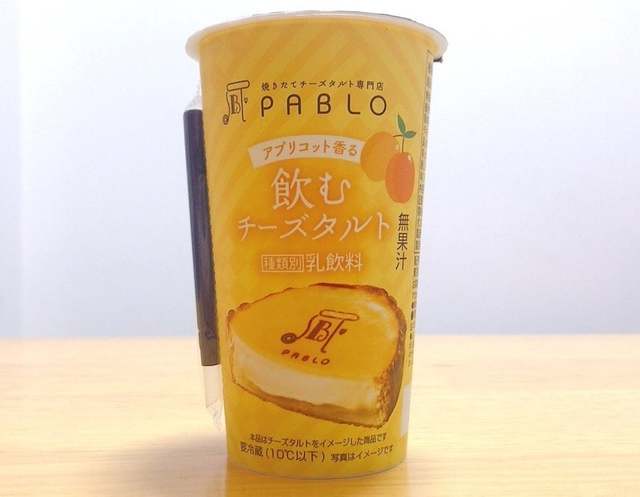 焼きたてチーズタルト専門店
PABLO
アプリコット香る
飲む
チーズタルト
無果汁
種類別 乳飲料
PABLO
本品はチーズタルトをイメージした商品です
要冷蔵(10℃以下) 写真はイメージです